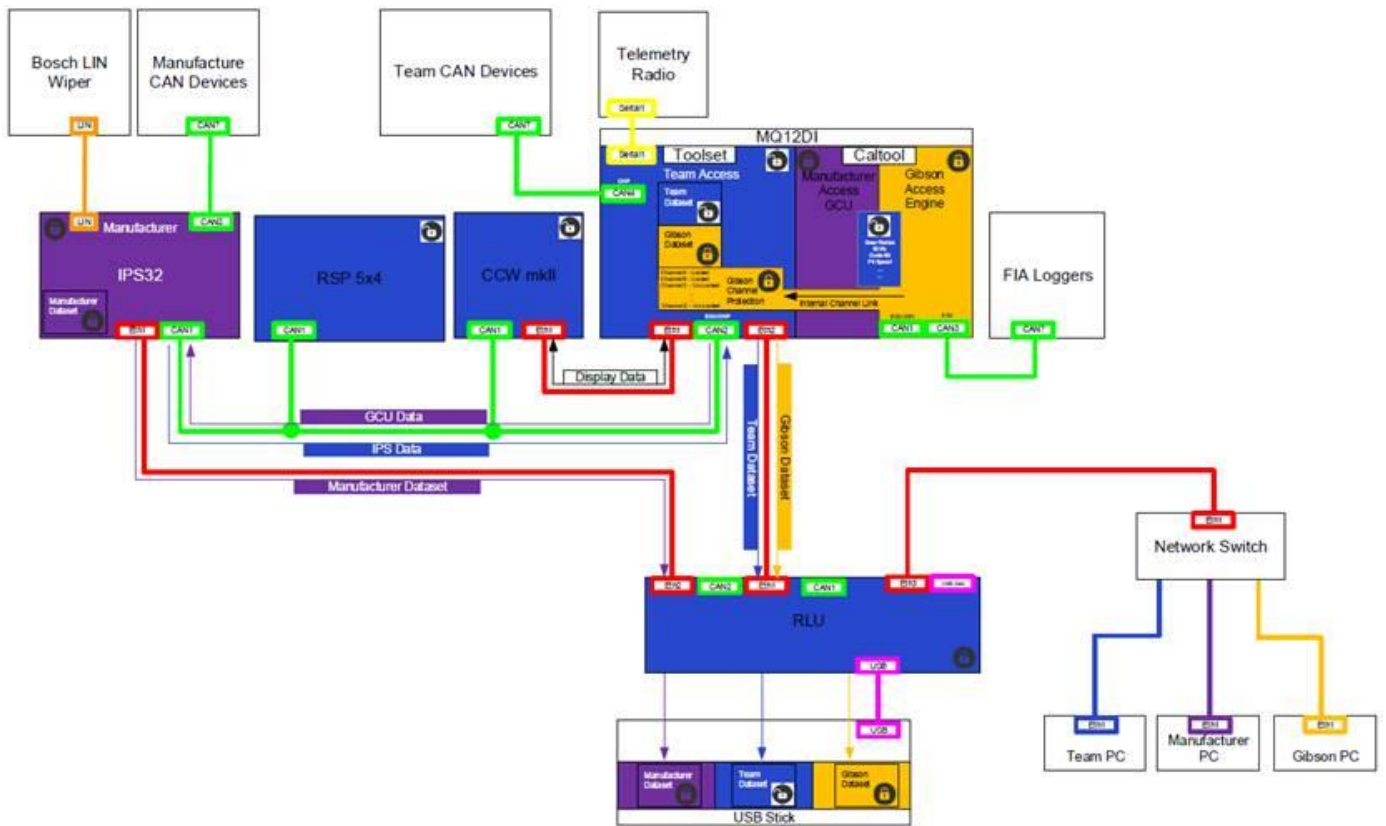 Bosch LIN
Wiper
LIN
Manufacture
CAN Devices
CAN1
Team CAN Devices
CAN1
Telemetry
Radio
Serial1
MQ12DI
Serial1
Toolset
Team Access
CAN4
Team
Dataset
Gibson
Dataset
Gibson
Channel
Protection
Internal Channel Link
Caltool
Manufacturer
Access
GCU
Gibson
Access
Engine
ETH1
CAN2
ETH2
CAN1
CAN3
FIA Loggers
CAN1
LIN
Manufacturer
CAN2
IPS32
Manufacturer
Dataset
ETH1
CAN1
RSP 5x4
CAN1
CCW mkII
CAN1
ETH1
Display Data
GCU Data
IPS Data
Manufacturer Dataset
Team Dataset
Gibson Dataset
ETH2
CAN2
ETH1
CAN1
ETH3
RLU
USB
USB
Manufacturer
Dataset
Team
Dataset
Gibson
Dataset
USB Stick
ETH1
Network Switch
ETH1
Team PC
ETH1
Manufacturer
PC
ETH1
Gibson PC